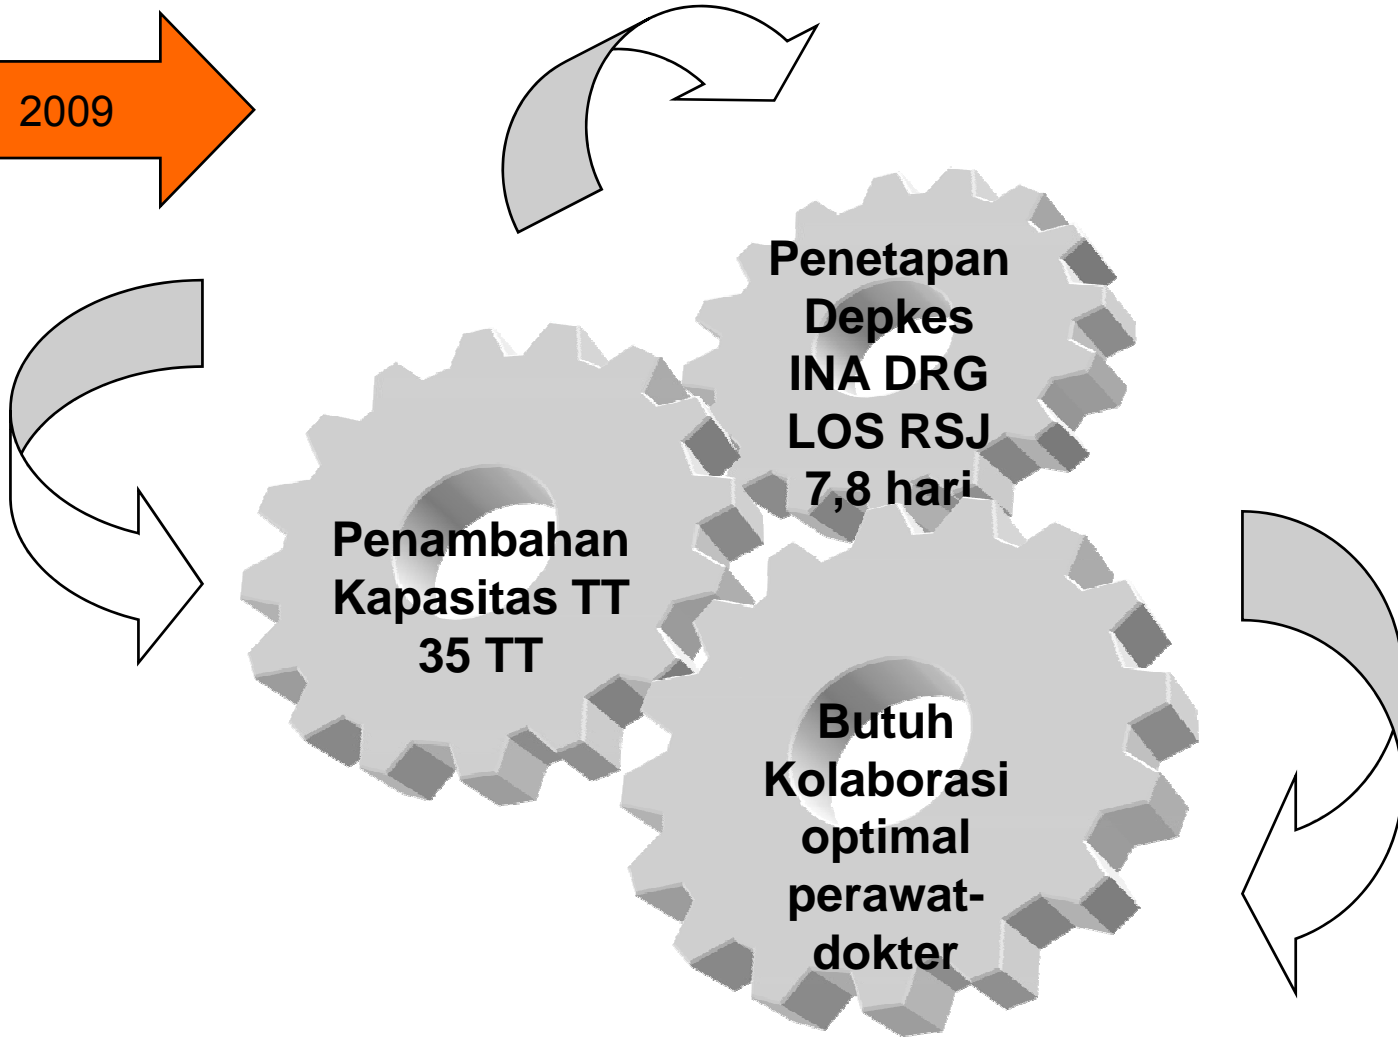 2009
Penetapan
Depkes
INA DRG
LOS RSJ
7,8 hari
Penambahan
Kapasitas TT
35 TT
Butuh
Kolaborasi
optimal
perawat-
dokter